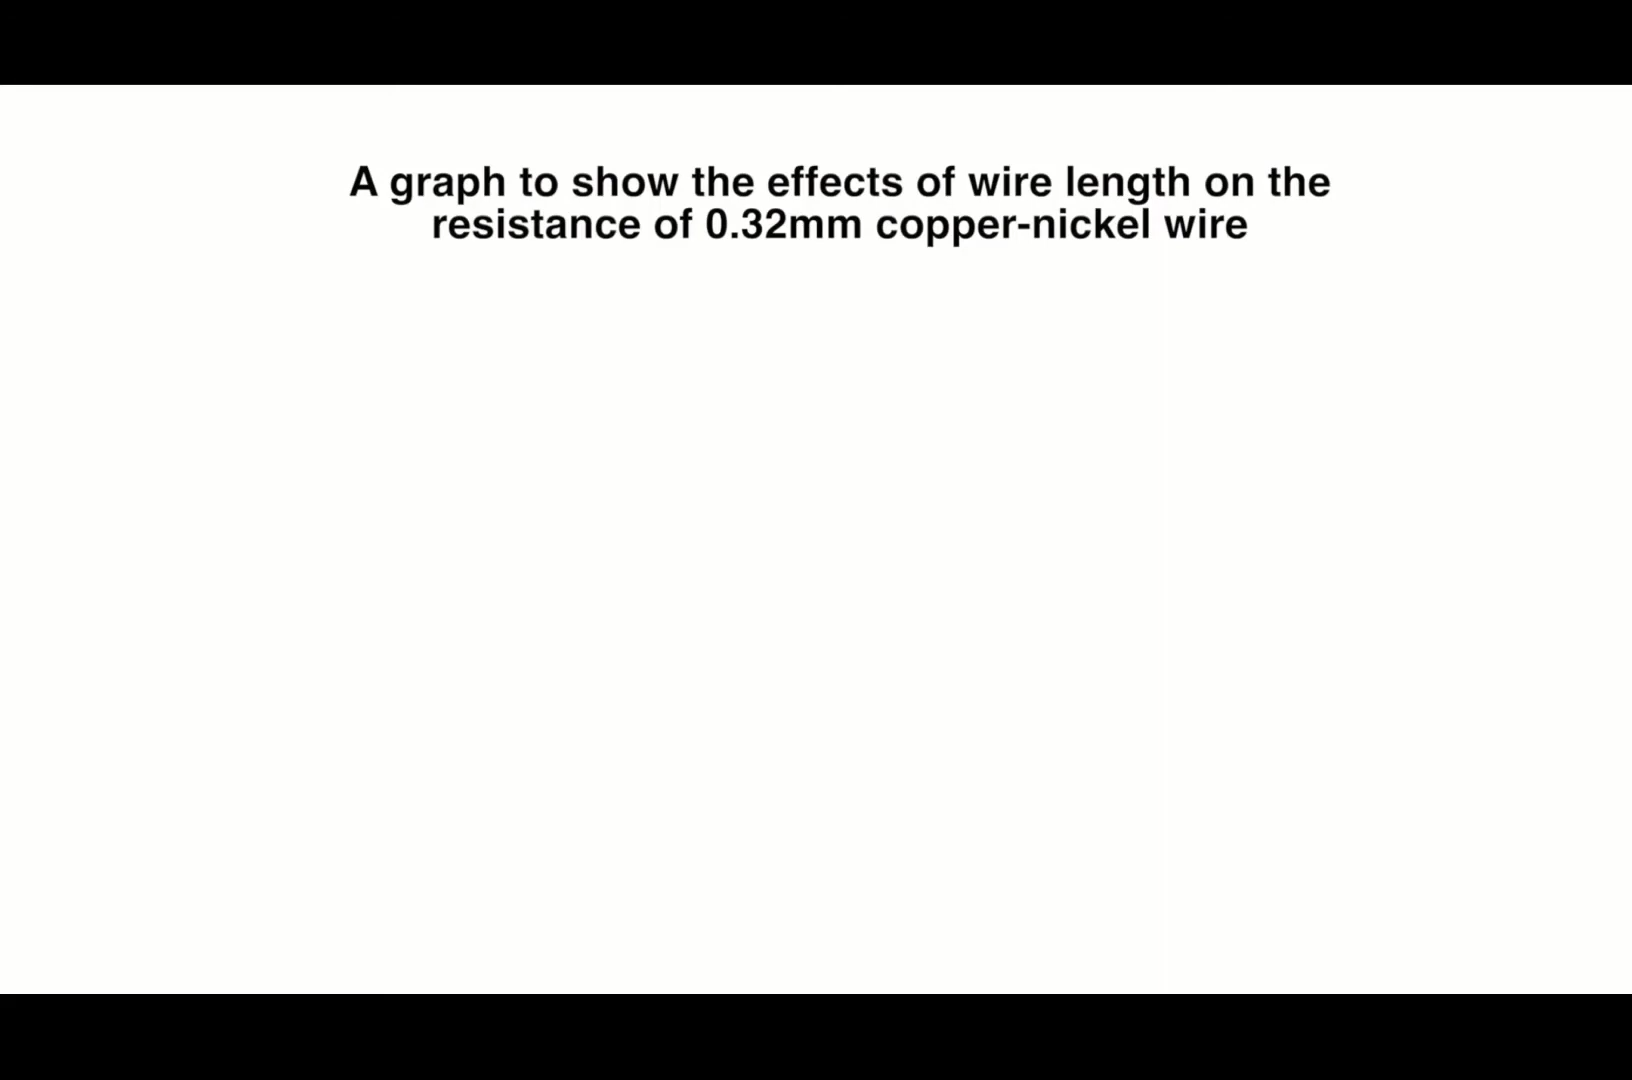 A graph to show the effects of wire length on the
resistance of 0.32mm copper-nickel wire